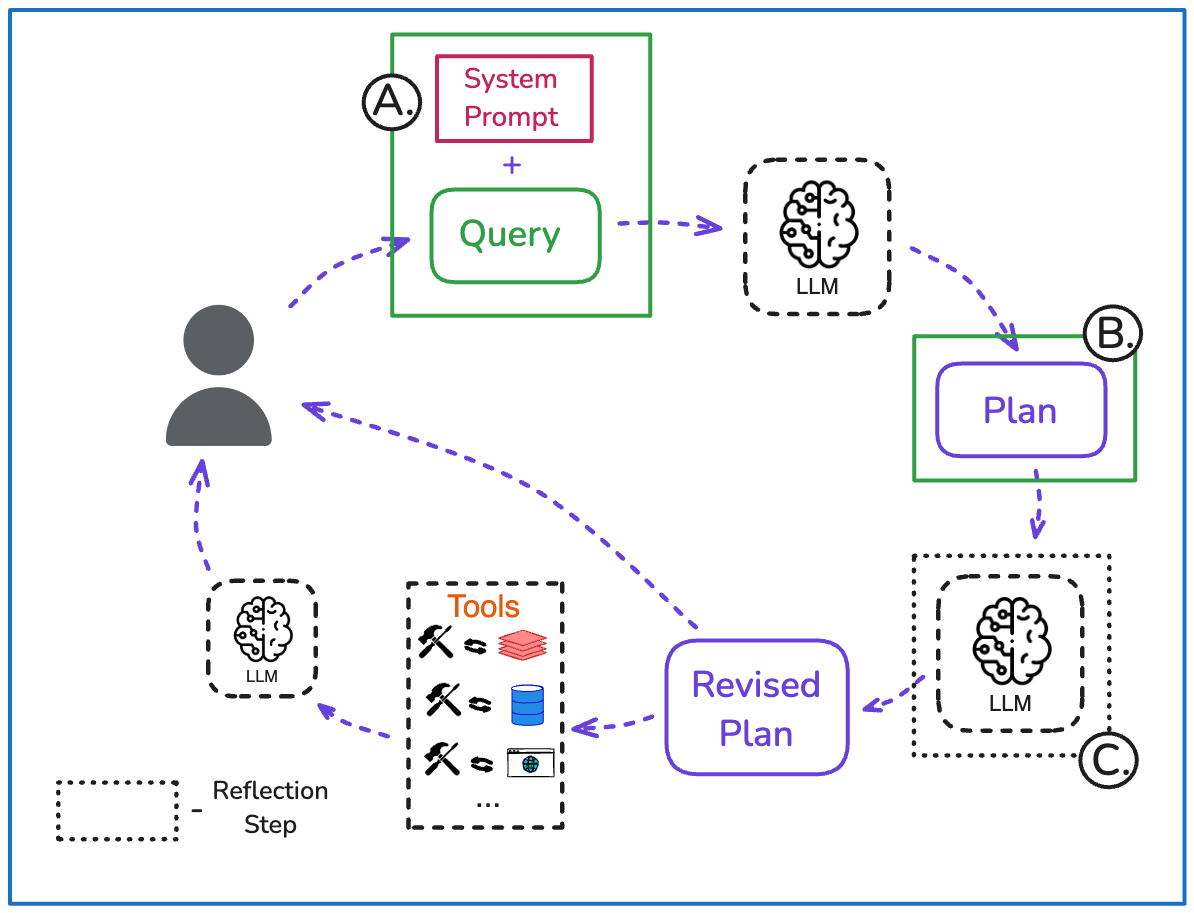 System
Prompt
A.
+
Query
LLM
B.
Plan
LLM
C.
Revised
Plan
Tools
...
LLM
- Reflection
Step